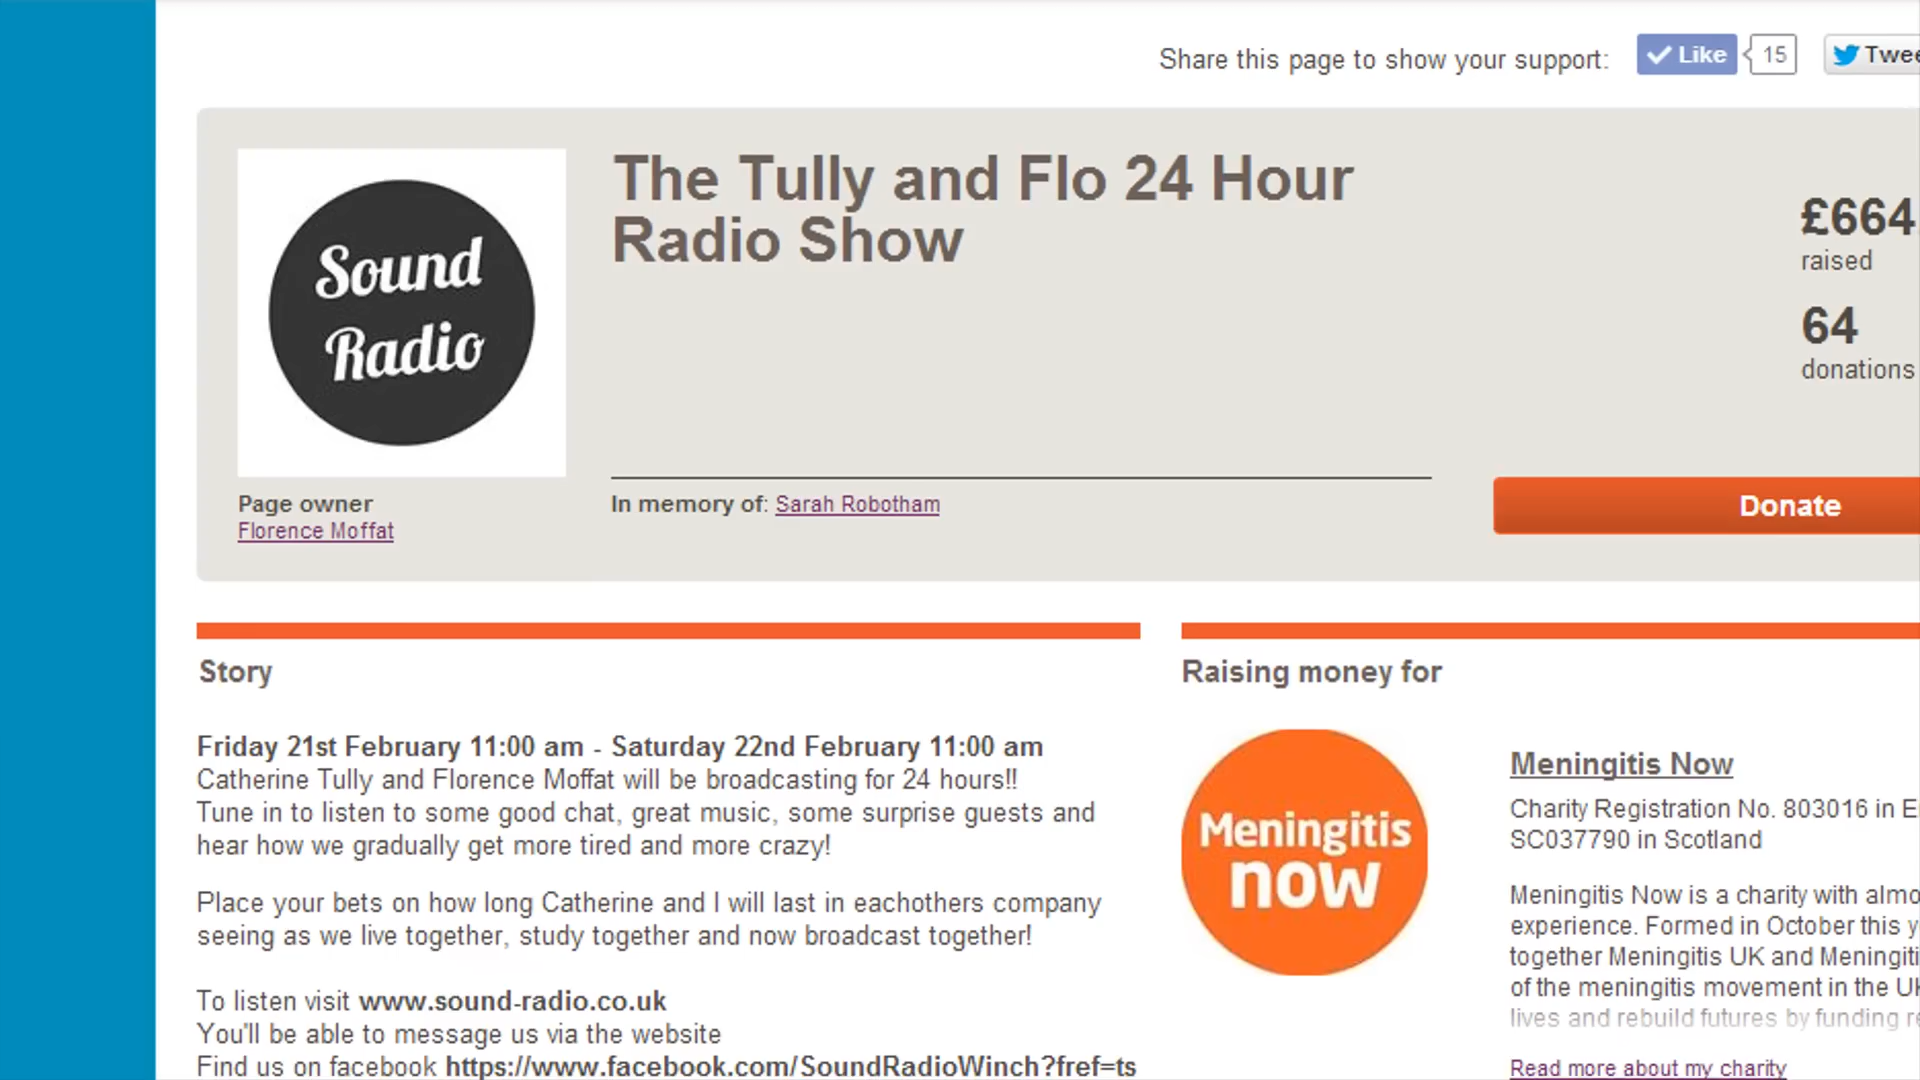 Share this page to show your support:
Like
15
The Tully and Flo 24 Hour
Radio Show
Sound
Radio
£664
raised
64
donations
Page owner
Florence Moffat
In memory of: Sarah Robotham
Donate
Story
Friday 21st February 11:00 am - Saturday 22nd February 11:00 am
Catherine Tully and Florence Moffat will be broadcasting for 24 hours!!
Tune in to listen to some good chat, great music, some surprise guests and
hear how we gradually get more tired and more crazy!
Place your bets on how long Catherine and I will last in eachothers company
seeing as we live together, study together and now broadcast together!
To listen visit www.sound-radio.co.uk
You'll be able to message us via the website
Find us on facebook https://www.facebook.com/SoundRadioWinch?fref=ts
Raising money for
Meningitis
now
Meningitis Now
Charity Registration No. 803016 in
SC037790 in Scotland
Meningitis Now is a charity with
experience. Formed in October this
together Meningitis UK and
of the meningitis movement in the
lives and rebuild futures by funding
Read more about my charity